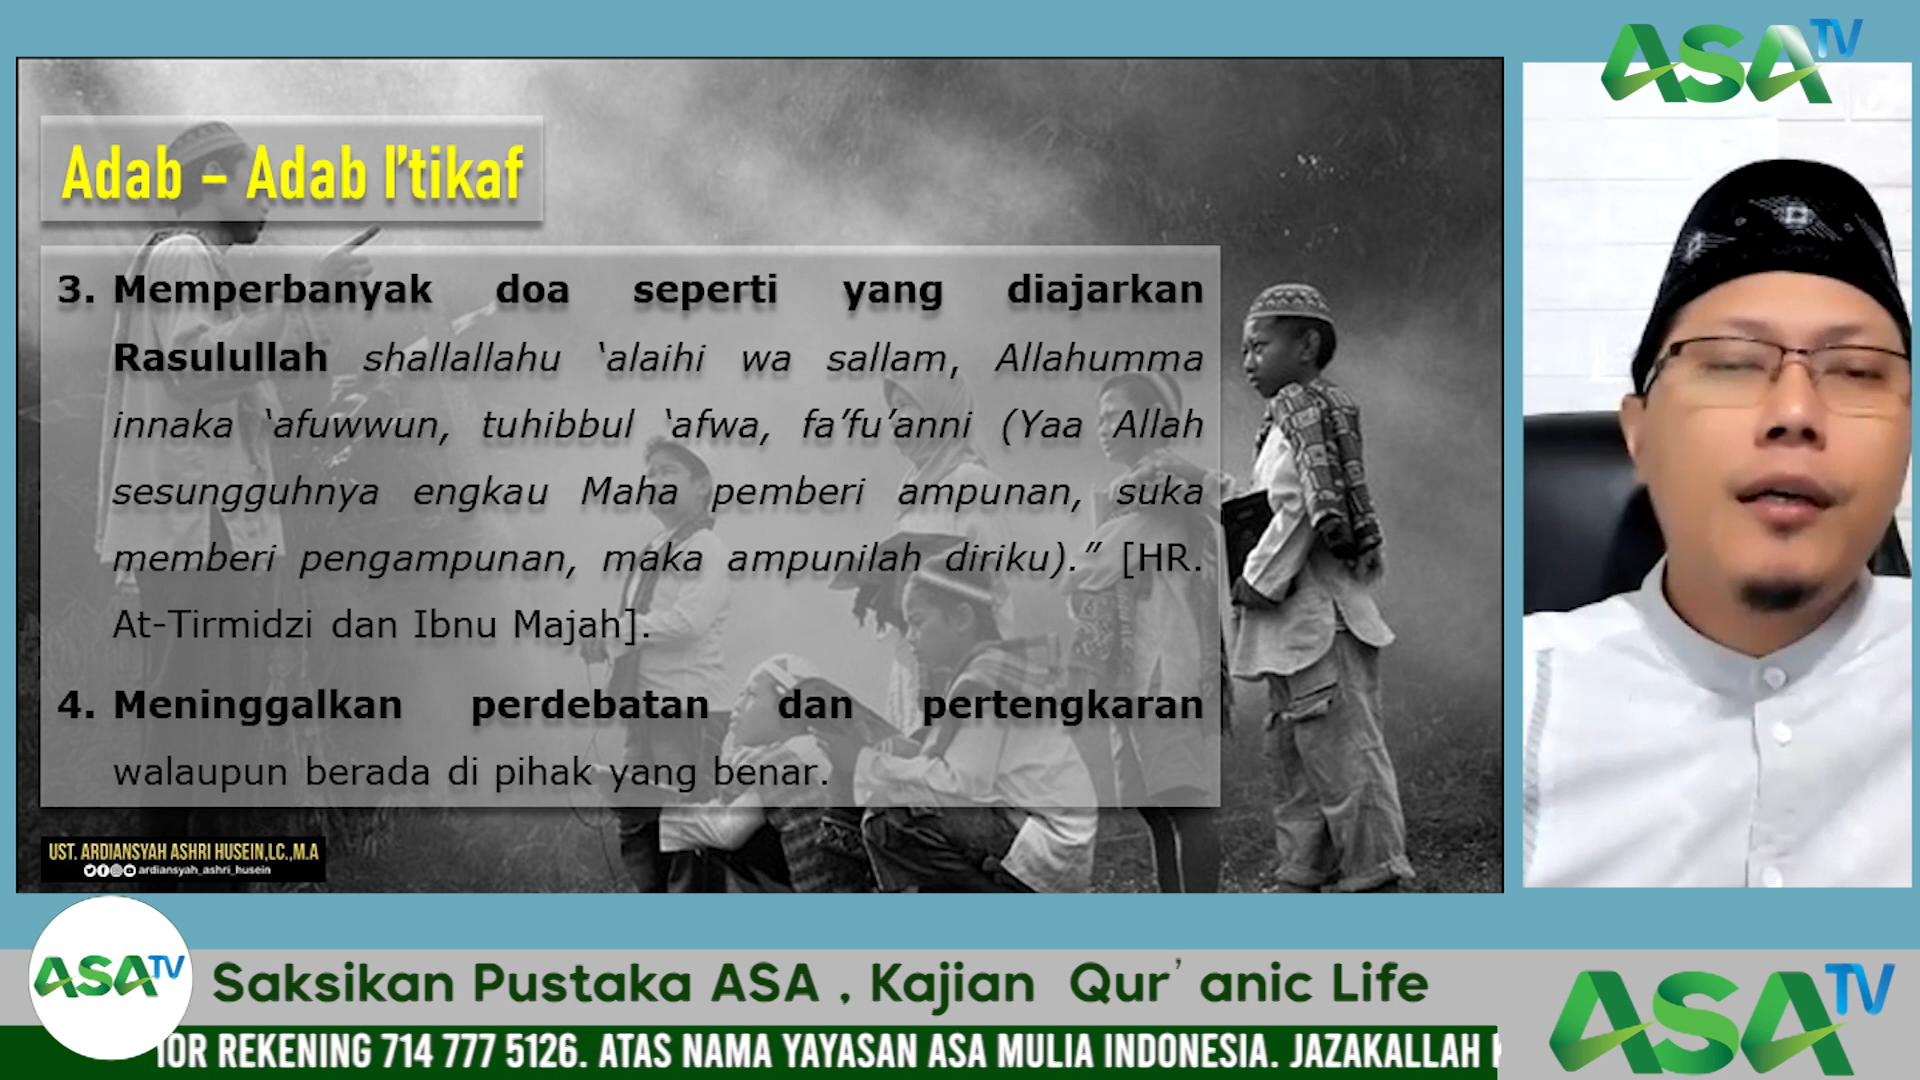 ASA TV
Adab – Adab I'tikaf
3. Memperbanyak doa seperti yang diajarkan
Rasulullah shallallahu ‘alaihi wa sallam, Allahumma
innaka ‘afuwwun, tuhibbul ‘afwa, fa’fu’anni (Yaa Allah
sesungguhnya engkau Maha pemberi ampunan, suka
memberi pengampunan, maka ampunilah diriku).” [HR.
At-Tirmidzi dan Ibnu Majah].
4. Meninggalkan perdebatan dan pertengkaran
walaupun berada di pihak yang benar.
UST. ARDIANSYAH ASHRI HUSEIN,LC.,M.A
ardiansyah_ashri_husein
ASA TV
Saksikan Pustaka ASA , Kajian Qur’ anic Life
REKENING 714 777 5126. ATAS NAMA YAYASAN ASA MULIA INDONESIA. JAZAKALLAH
ASA TV